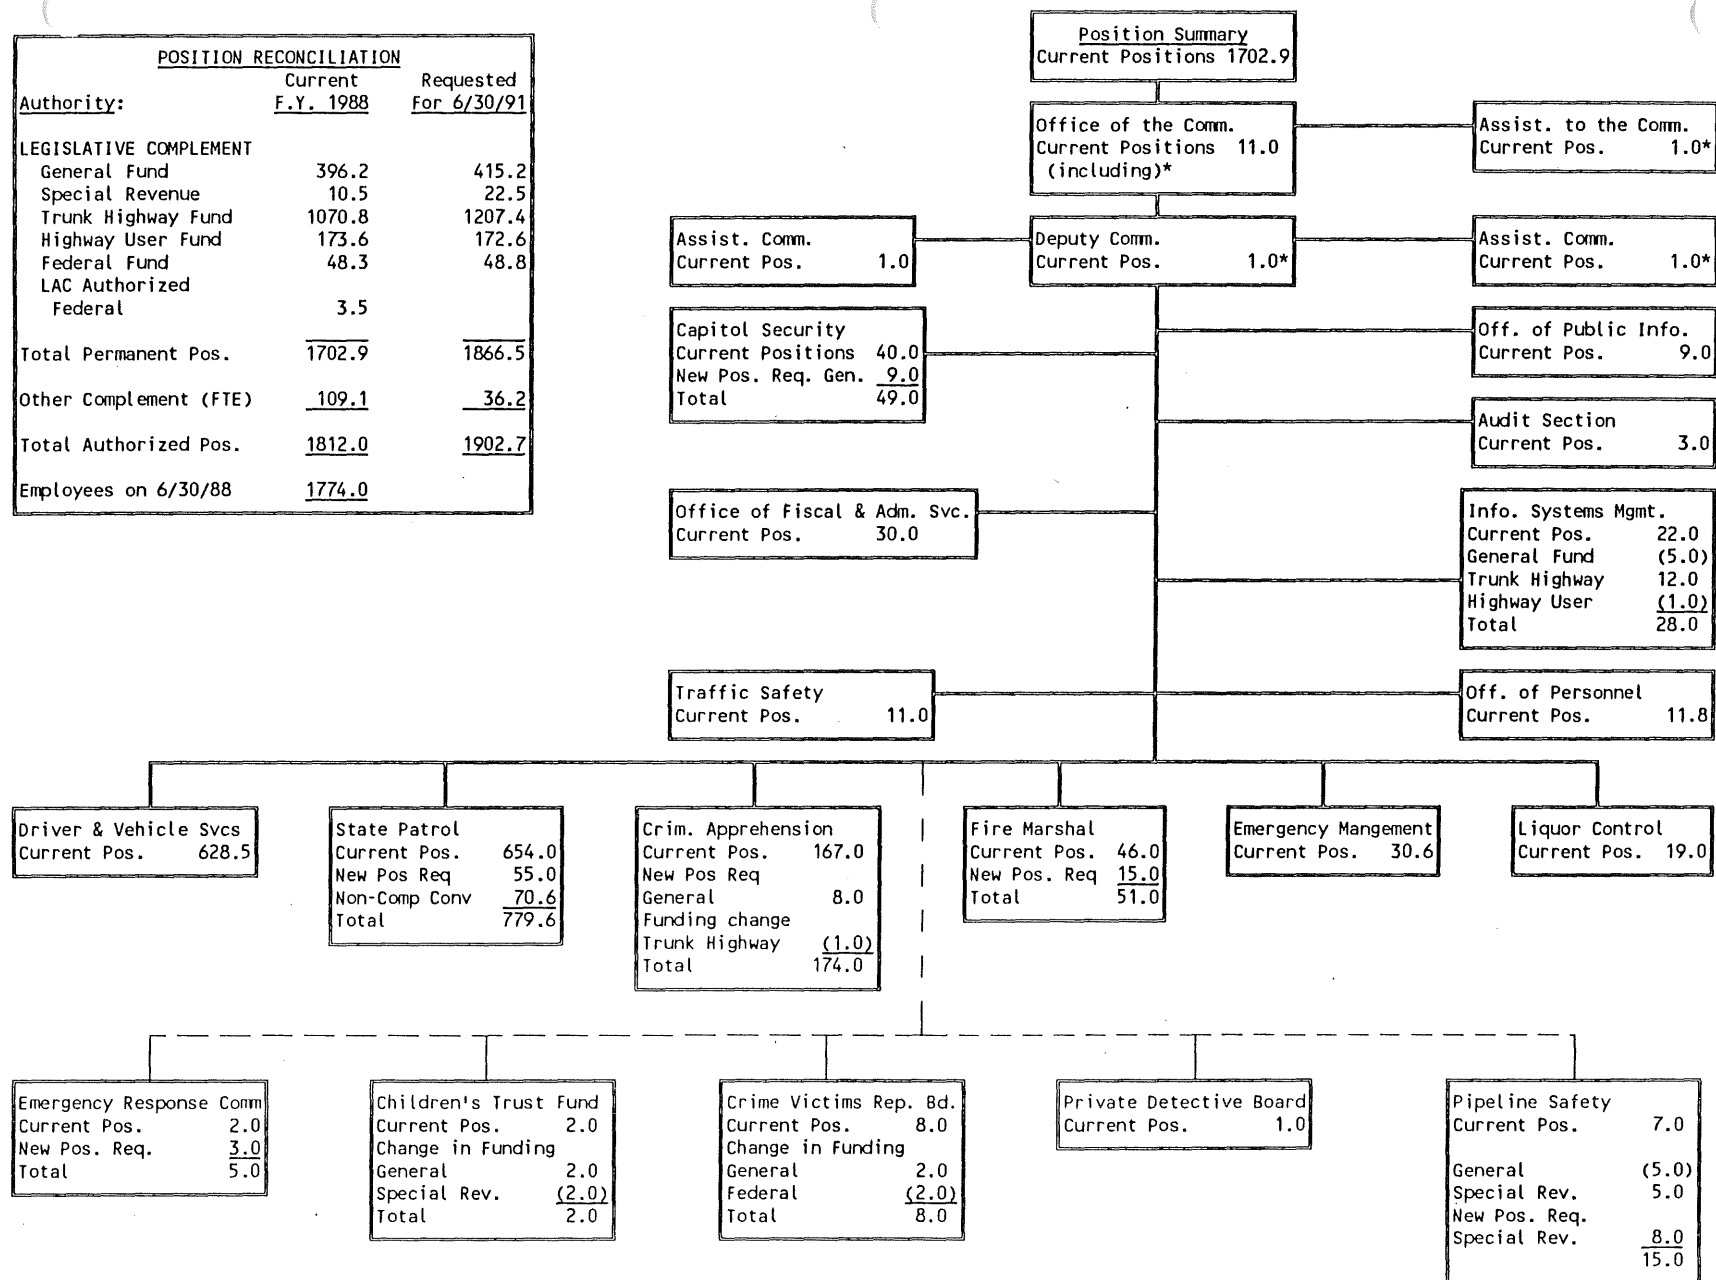 POSITION RECONCILIATION
Current Requested
Authority: F.Y. 1988 For 6/30/91
LEGISLATIVE COMPLEMENT
General Fund 396.2 415.2
Special Revenue 10.5 22.5
Trunk Highway Fund 1070.8 1207.4
Highway User Fund 173.6 172.6
Federal Fund 48.3 48.8
LAC Authorized
Federal 3.5
Total Permanent Pos. 1702.9 1866.5
Other Complement (FTE) 109.1 36.2
Total Authorized Pos. 1812.0 1902.7
Employees on 6/30/88 1774.0
Position Summary
Current Positions 1702.9
Office of the Comm.
Current Positions 11.0
(including)*
Assist. to the Comm.
Current Pos. 1.0*
Assist. Comm.
Current Pos. 1.0
Deputy Comm.
Current Pos. 1.0*
Assist. Comm.
Current Pos. 1.0*
Capitol Security
Current Positions 40.0
New Pos. Req. Gen. 9.0
Total 49.0
Off. of Public Info.
Current Pos. 9.0
Audit Section
Current Pos. 3.0
Office of Fiscal & Adm. Svc.
Current Pos. 30.0
Info. Systems Mgmt.
Current Pos. 22.0
General Fund (5.0)
Trunk Highway 12.0
Highway User (1.0)
Total 28.0
Traffic Safety
Current Pos. 11.0
Off. of Personnel
Current Pos. 11.8
Driver & Vehicle Svcs
Current Pos. 628.5
State Patrol
Current Pos. 654.0
New Pos Req 55.0
Non-Comp Conv 70.6
Total 779.6
Crim. Apprehension
Current Pos. 167.0
New Pos Req
General 8.0
Funding change
Trunk Highway (1.0)
Total 174.0
Fire Marshal
Current Pos. 46.0
New Pos. Req 15.0
Total 51.0
Emergency Mangement
Current Pos. 30.6
Liquor Control
Current Pos. 19.0
Emergency Response Comm
Current Pos. 2.0
New Pos. Req. 3.0
Total 5.0
Children's Trust Fund
Current Pos. 2.0
Change in Funding
General 2.0
Special Rev. (2.0)
Total 2.0
Crime Victims Rep. Bd.
Current Pos. 8.0
Change in Funding
General 2.0
Federal (2.0)
Total 8.0
Private Detective Board
Current Pos. 1.0
Pipeline Safety
Current Pos. 7.0
General (5.0)
Special Rev. 5.0
New Pos. Req.
Special Rev. 8.0
15.0